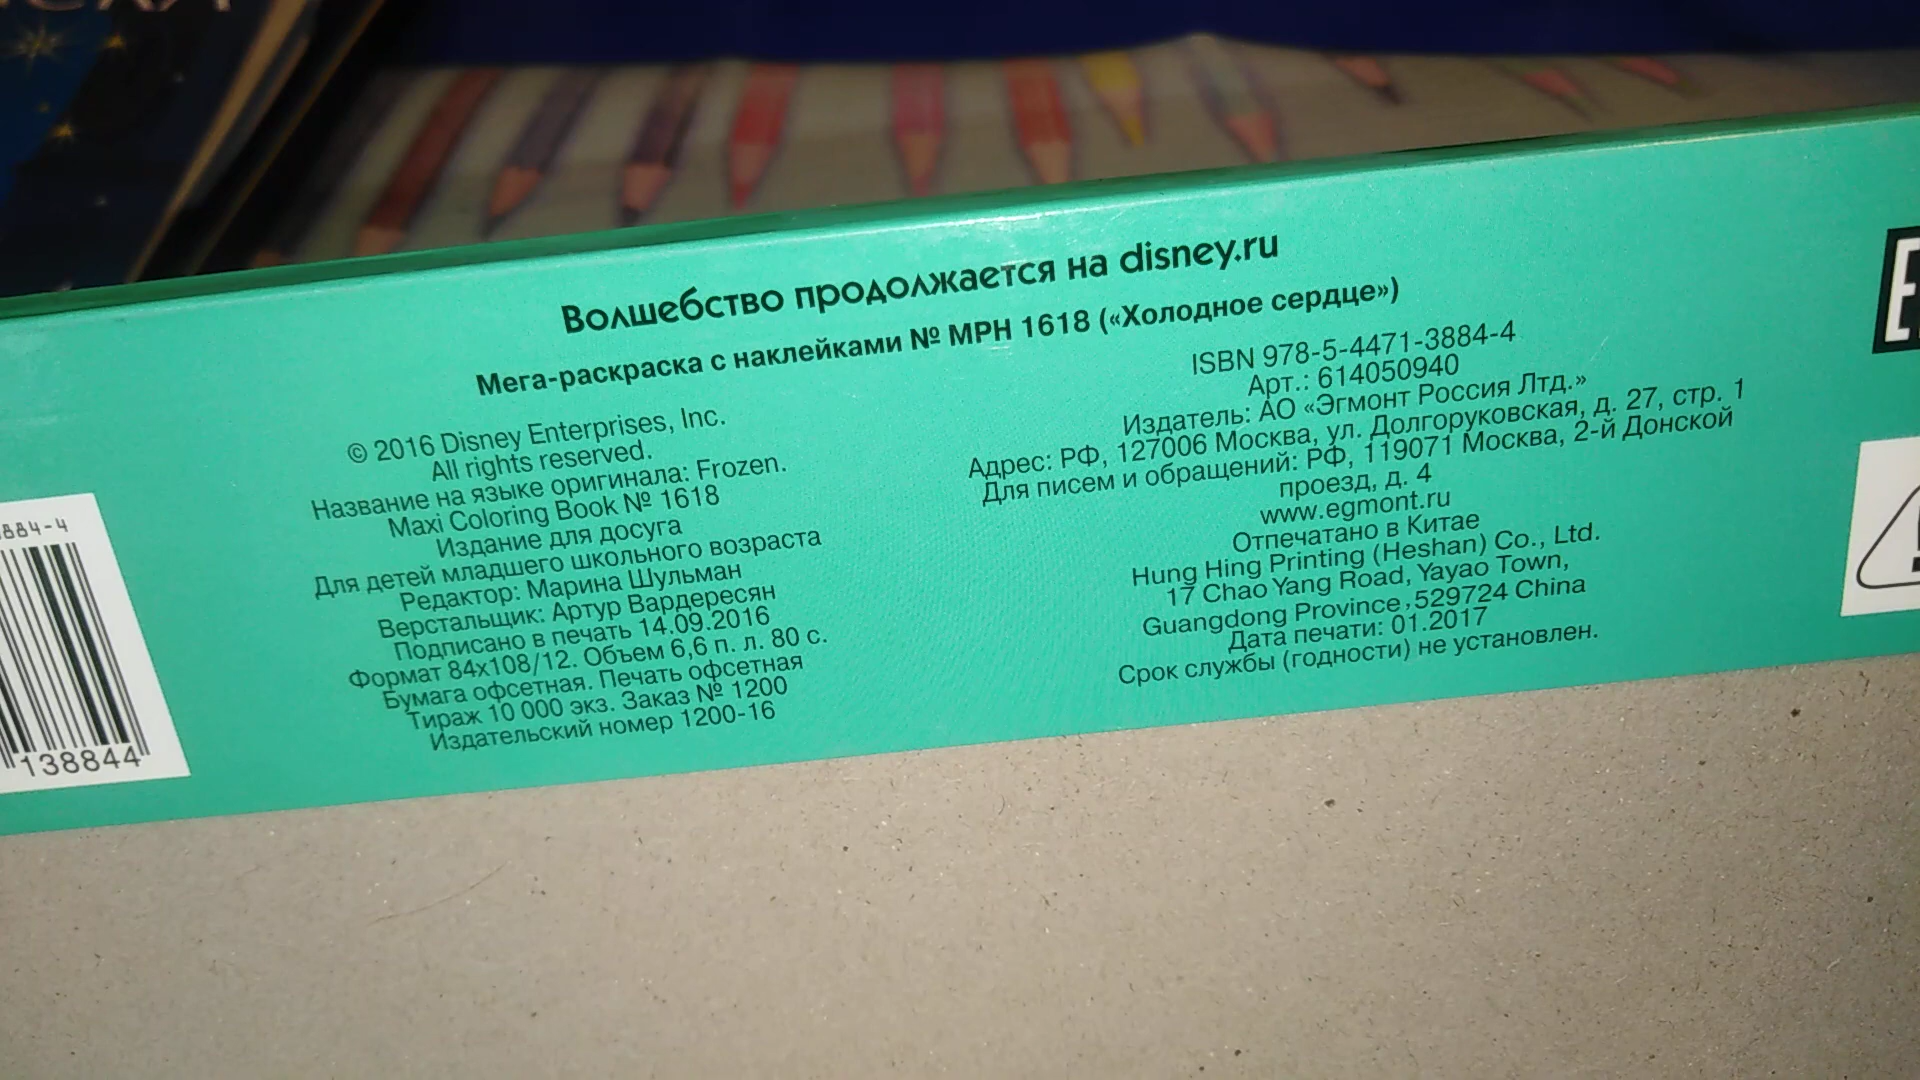 Волшебство продолжается на disney.ru
Мега-раскраска с наклейками № МРН 1618 («Холодное сердце»)
© 2016 Disney Enterprises, Inc.
All rights reserved.
Название на языке оригинала: Frozen.
Maxi Coloring Book № 1618
Издание для досуга
Для детей младшего школьного возраста
Редактор: Марина Шульман
Верстальщик: Артур Вардересян
Подписано в печать 14.09.2016
Формат 84х108/12. Объем 6,6 п. л. 80 с.
Бумага офсетная. Печать офсетная
Тираж 10 000 экз. Заказ № 1200
Издательский номер 1200-16
ISBN 978-5-4471-3884-4
Арт.: 614050940
Издатель: АО «Эгмонт Россия Лтд.»
Адрес: РФ, 127006 Москва, ул. Долгоруковская, д. 27, стр. 1
Для писем и обращений: РФ, 119071 Москва, 2-й Донской
проезд, д. 4
www.egmont.ru
Отпечатано в Китае
Hung Hing Printing (Heshan) Co., Ltd.
17 Chao Yang Road, Yayao Town,
Guangdong Province,529724 China
Дата печати: 01.2017
Срок службы (годности) не установлен.
884-4
138844